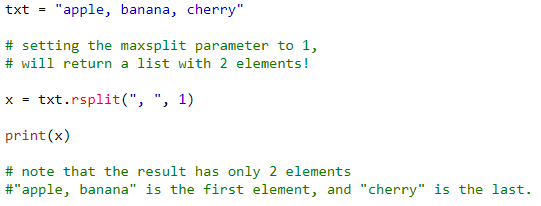 txt = "apple, banana, cherry"
# setting the maxsplit parameter to 1,
# will return a list with 2 elements!
x = txt.rsplit(", ", 1)
print(x)
# note that the result has only 2 elements
#"apple, banana" is the first element, and "cherry" is the last.